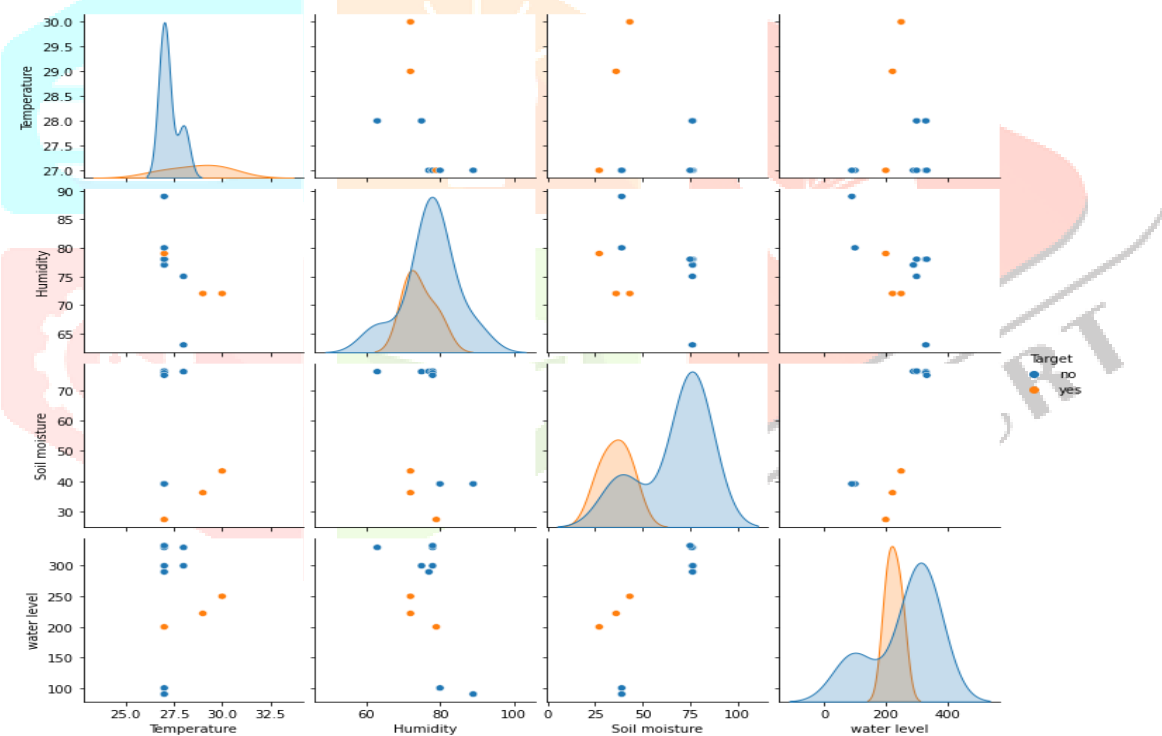 Temperature
30.0
29.5
29.0
28.5
28.0
27.5
27.0
Humidity
90
85
80
75
70
65
Soil moisture
70
60
50
40
30
water level
300
250
200
150
100
25.0 27.5 30.0 32.5
Temperature
60 80 100
Humidity
0 25 50 75 100
Soil moisture
0 200 400
water level
Target
no
yes